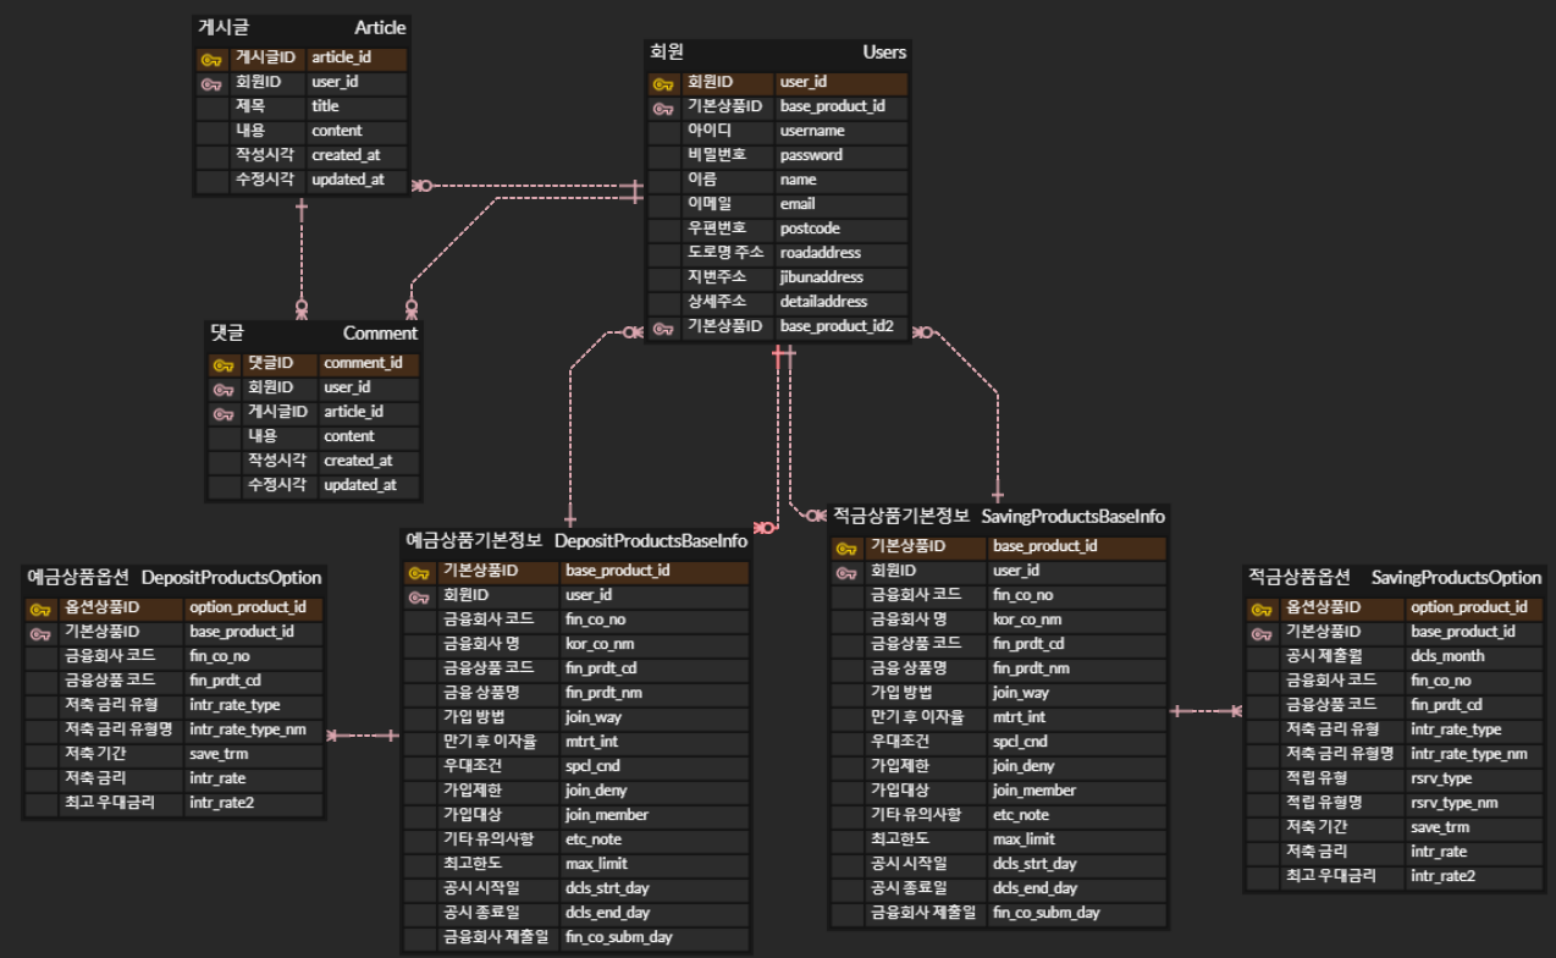 게시글 Article
게시글ID article_id
회원ID user_id
제목 title
내용 content
작성시각 created_at
수정시각 updated_at
회원 Users
회원ID user_id
기본상품ID base_product_id
아이디 username
비밀번호 password
이름 name
이메일 email
우편번호 postcode
도로명 주소 roadaddress
지번주소 jibunaddress
상세주소 detailaddress
기본상품ID base_product_id2
댓글 Comment
댓글ID comment_id
회원ID user_id
게시글ID article_id
내용 content
작성시각 created_at
수정시각 updated_at
예금상품옵션 DepositProductsOption
옵션상품ID option_product_id
기본상품ID base_product_id
금융회사 코드 fin_co_no
금융상품 코드 fin_prdt_cd
저축 금리 유형 intr_rate_type
저축 금리 유형명 intr_rate_type_nm
저축 기간 save_trm
저축 금리 intr_rate
최고 우대금리 intr_rate2
예금상품기본정보 DepositProductsBaseInfo
기본상품ID base_product_id
회원ID user_id
금융회사 코드 fin_co_no
금융회사 명 kor_co_nm
금융상품 코드 fin_prdt_cd
금융 상품명 fin_prdt_nm
가입 방법 join_way
만기 후 이자율 mtrt_int
우대조건 spcl_cnd
가입제한 join_deny
가입대상 join_member
기타 유의사항 etc_note
최고한도 max_limit
공시 시작일 dcls_strt_day
공시 종료일 dcls_end_day
금융회사 제출일 fin_co_subm_day
적금상품기본정보 SavingProductsBaseInfo
기본상품ID base_product_id
회원ID user_id
금융회사 코드 fin_co_no
금융회사 명 kor_co_nm
금융상품 코드 fin_prdt_cd
금융 상품명 fin_prdt_nm
가입 방법 join_way
만기 후 이자율 mtrt_int
우대조건 spcl_cnd
가입제한 join_deny
가입대상 join_member
기타 유의사항 etc_note
최고한도 max_limit
공시 시작일 dcls_strt_day
공시 종료일 dcls_end_day
금융회사 제출일 fin_co_subm_day
적금상품옵션 SavingProductsOption
옵션상품ID option_product_id
기본상품ID base_product_id
공시 제출월 dcls_month
금융회사 코드 fin_co_no
금융상품 코드 fin_prdt_cd
저축 금리 유형 intr_rate_type
저축 금리 유형명 intr_rate_type_nm
적립 유형 rsrv_type
적립 유형명 rsrv_type_nm
저축 기간 save_trm
저축 금리 intr_rate
최고 우대금리 intr_rate2